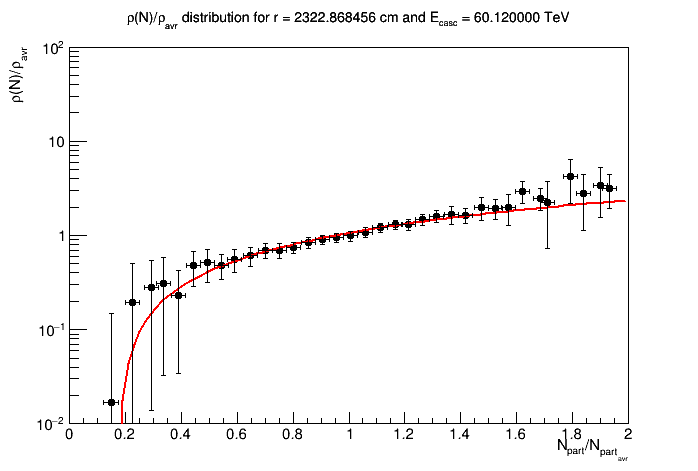 ρ(N)/ρavr distribution for r = 2322.868456 cm and Ecasc = 60.120000 TeV
ρ(N)/ρavr
10²
10
1
10⁻¹
10⁻²
0 0.2 0.4 0.6 0.8 1 1.2 1.4 1.6 1.8 2
Npart/Npartavr